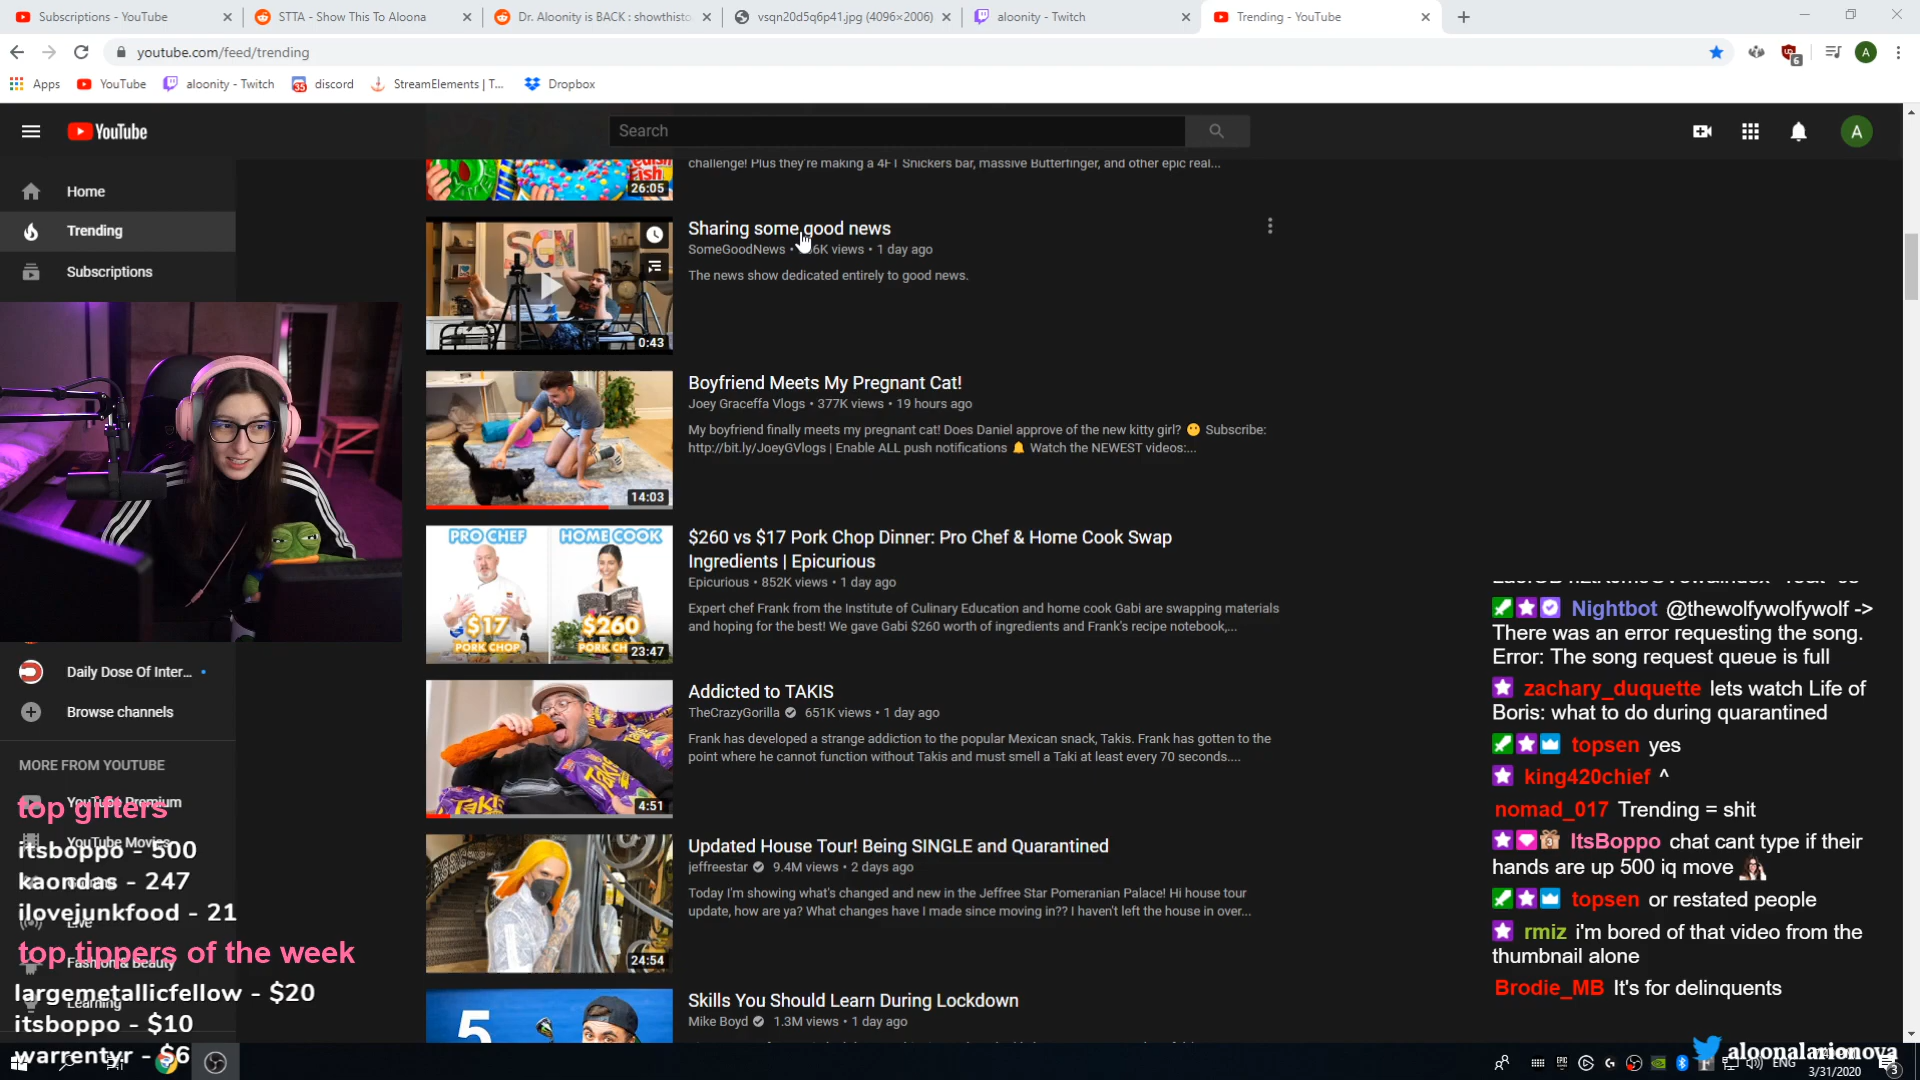 Subscriptions - YouTube
STTA - Show This To Aloona
Dr. Aloonity is BACK : showthisto
vsqn20d5q6p41.jpg (4096×2006)
aloonity - Twitch
Trending - YouTube
youtube.com/feed/trending
6
A
Apps
YouTube
aloonity - Twitch
35
discord
StreamElements | T...
Dropbox
YouTube
Search
A
Home
Trending
Subscriptions
26:05
challenge! Plus they're making a 4FT Snickers bar, massive Butterfinger, and other epic real...
SGN
0:43
Sharing some good news
SomeGoodNews • 6K views • 1 day ago
The news show dedicated entirely to good news.
14:03
Boyfriend Meets My Pregnant Cat!
Joey Graceffa Vlogs • 377K views • 19 hours ago
My boyfriend finally meets my pregnant cat! Does Daniel approve of the new kitty girl? 😬 Subscribe:
http://bit.ly/JoeyGVlogs | Enable ALL push notifications 🔔 Watch the NEWEST videos:...
PRO CHEF
HOME COOK
$17
$260
PORK CHOP
PORK CH
23:47
$260 vs $17 Pork Chop Dinner: Pro Chef & Home Cook Swap
Ingredients | Epicurious
Epicurious • 852K views • 1 day ago
Expert chef Frank from the Institute of Culinary Education and home cook Gabi are swapping materials
and hoping for the best! We gave Gabi $260 worth of ingredients and Frank's recipe notebook,...
4:51
Addicted to TAKIS
TheCrazyGorilla 651K views • 1 day ago
Frank has developed a strange addiction to the popular Mexican snack, Takis. Frank has gotten to the
point where he cannot function without Takis and must smell a Taki at least every 70 seconds....
24:54
Updated House Tour! Being SINGLE and Quarantined
jeffreestar 9.4M views • 2 days ago
Today I'm showing what's changed and new in the Jeffree Star Pomeranian Palace! Hi house tour
update, how are ya? What changes have I made since moving in?? I haven't left the house in over...
5
Skills You Should Learn During Lockdown
Mike Boyd 1.3M views • 1 day ago
Daily Dose Of Inter... •
Browse channels
MORE FROM YOUTUBE
YouTube Premium
top gifters
YouTube Movies
itsboppo - 500
kaondas - 247
ilovejunkfood - 21
Live
top tippers of the week
Fashion & Beauty
largemetallicfellow - $20
Learning
itsboppo - $10
warrentyr - $6
Nightbot @thewolfywolfywolf ->
There was an error requesting the song.
Error: The song request queue is full
zachary_duquette lets watch Life of
Boris: what to do during quarantined
topsen yes
king420chief ^
nomad_017 Trending = shit
ItsBoppo chat cant type if their
hands are up 500 iq move
topsen or restated people
rmiz i'm bored of that video from the
thumbnail alone
Brodie_MB It's for delinquents
aloonalarionova
ENG
3/31/2020
3